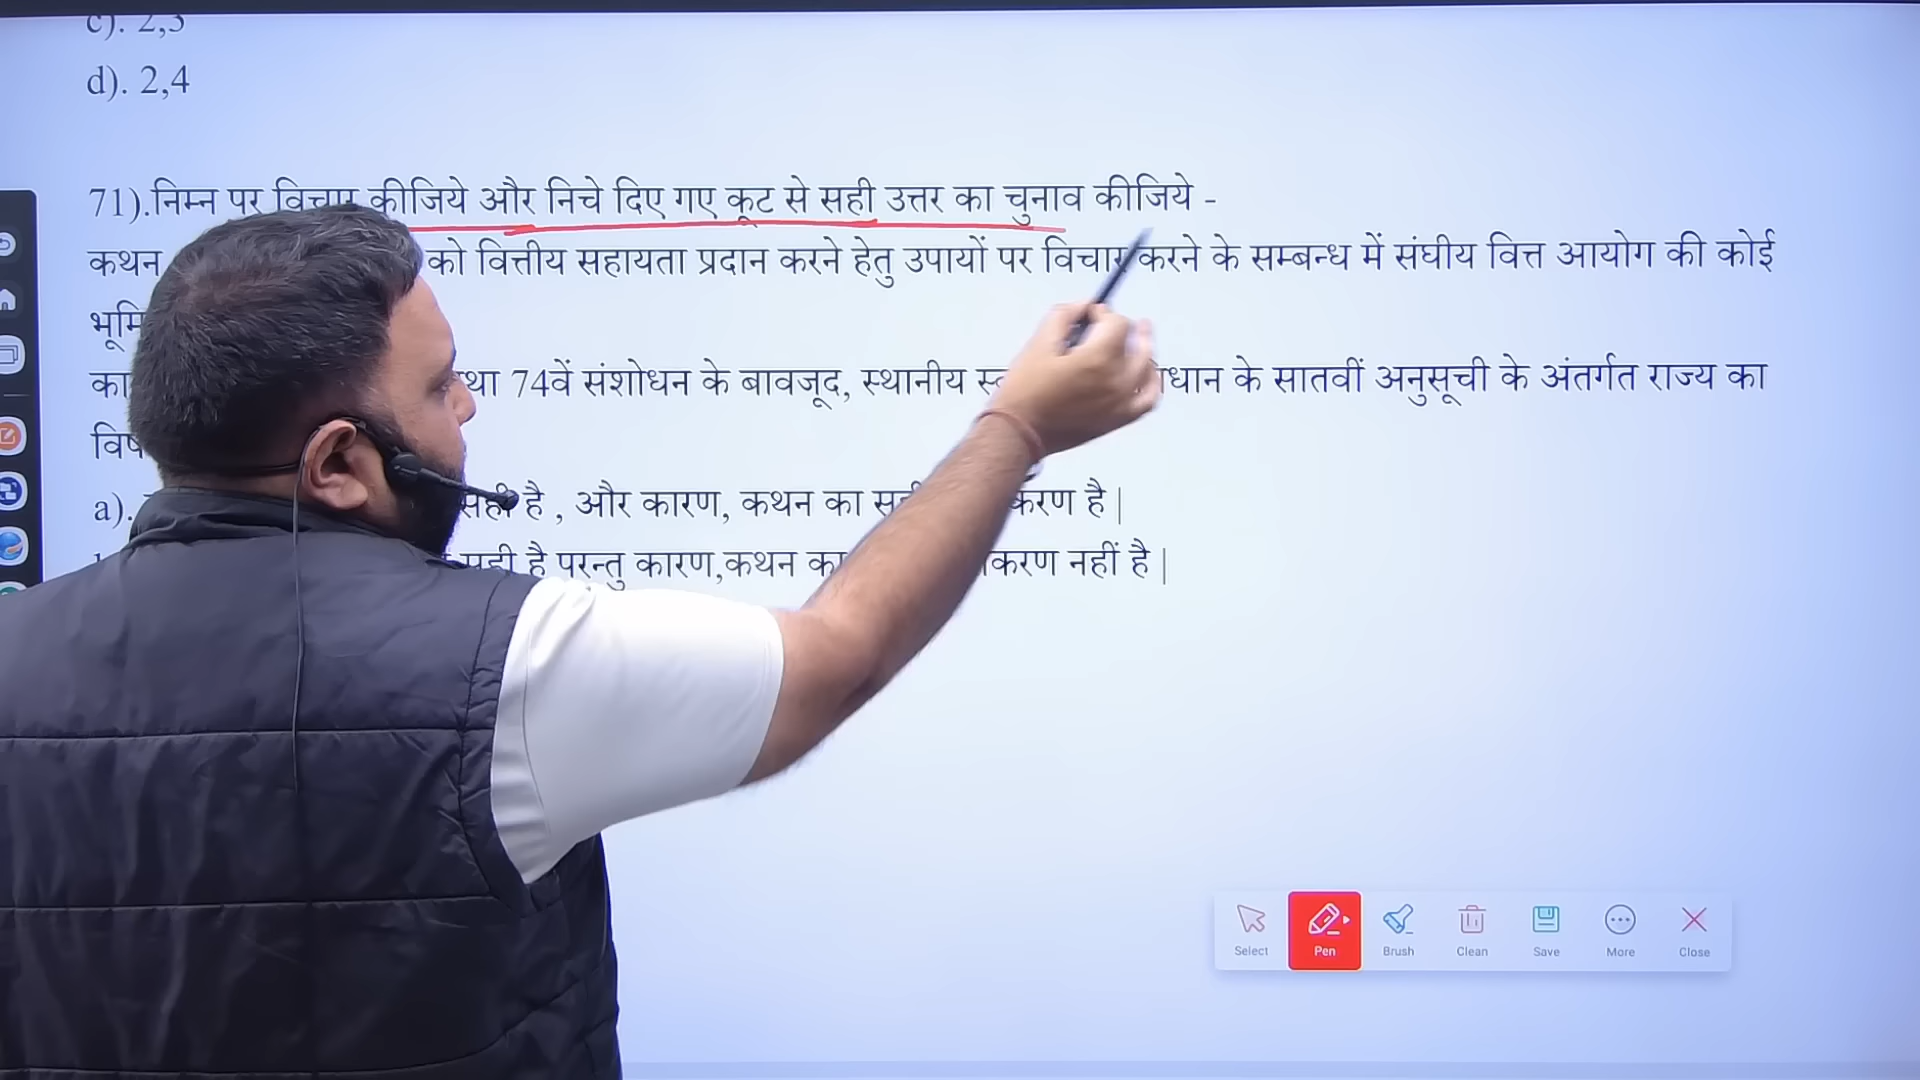 c). 2,3
d). 2,4
71).निम्न पर विचार कीजिये और निचे दिए गए कूट से सही उत्तर का चुनाव कीजिये -
कथन को वित्तीय सहायता प्रदान करने हेतु उपायों पर विचार करने के सम्बन्ध में संघीय वित्त आयोग की कोई
74वें संशोधन के बावजूद, स्थानीय के सातवीं अनुसूची के अंतर्गत राज्य का
a). सही है , और कारण, कथन का है |
सही है परन्तु कारण,कथन का नहीं है |
Select Pen Brush Clean Save More Close